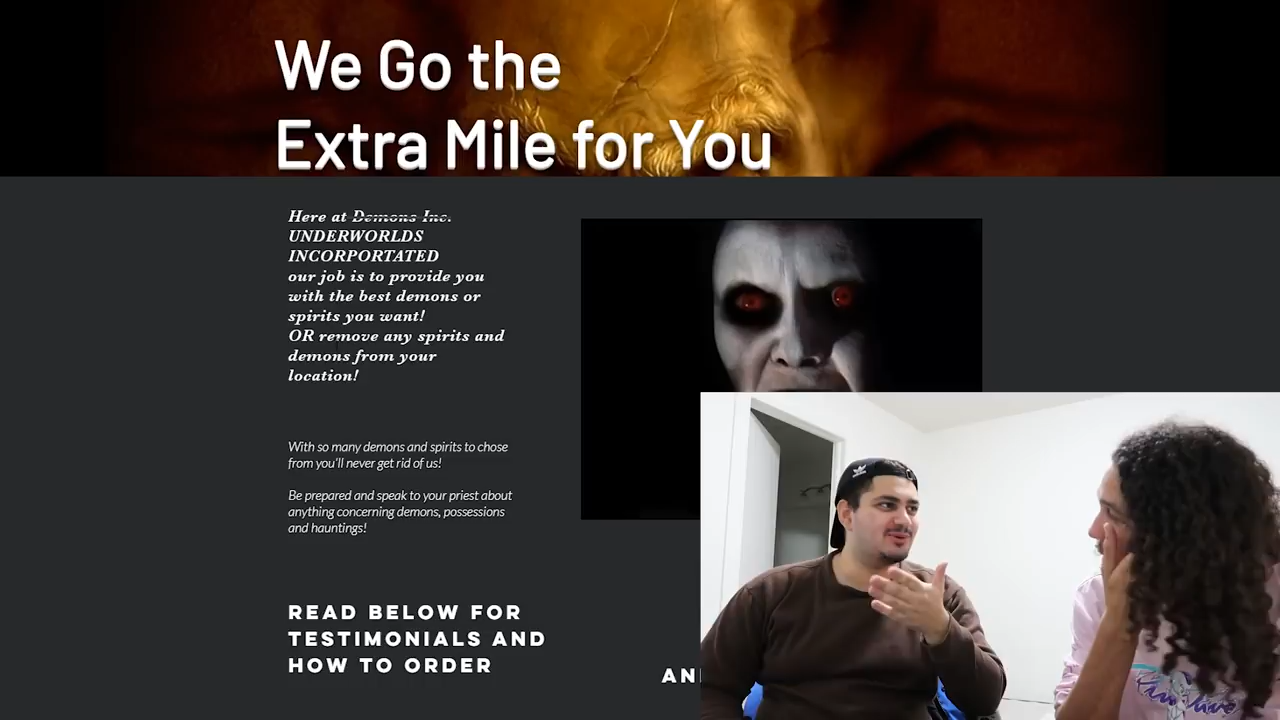 We Go the
Extra Mile for You
Here at Demons Inc.
UNDERWORLDS
INCORPORTATED
our job is to provide you
with the best demons or
spirits you want!
OR remove any spirits and
demons from your
location!
With so many demons and spirits to chose
from you'll never get rid of us!
Be prepared and speak to your priest about
anything concerning demons, possessions
and hauntings!
READ BELOW FOR
TESTIMONIALS AND
HOW TO ORDER